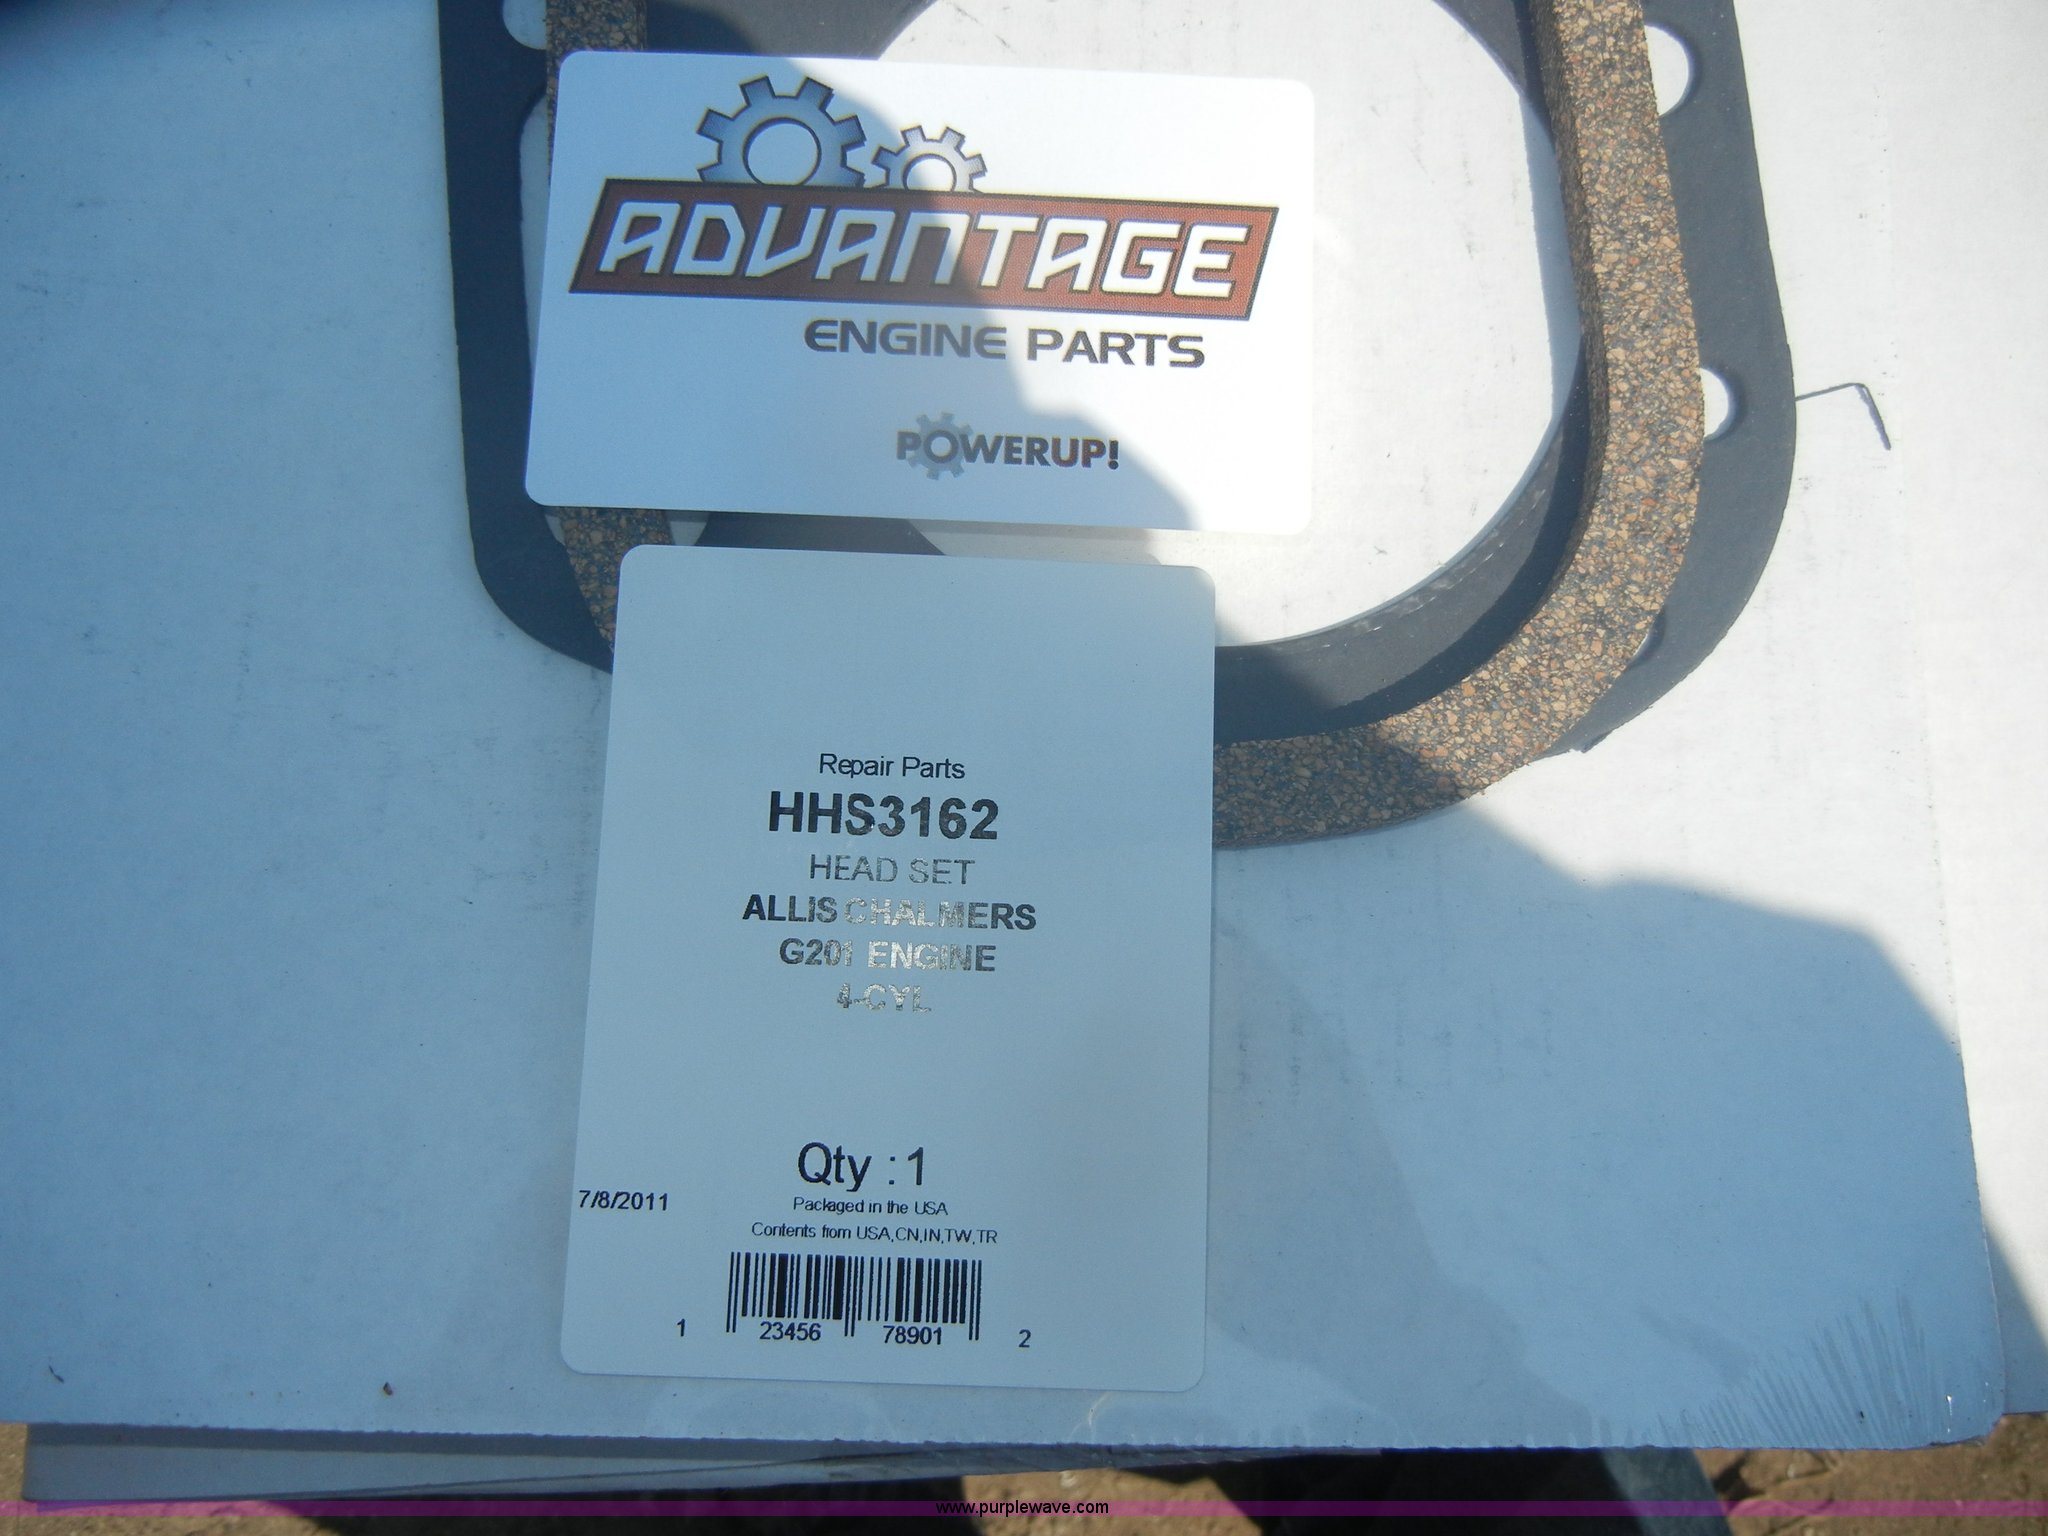 ADVANTAGE
ENGINE PARTS
POWERUP!
Repair Parts
HHS3162
HEAD SET
ALLIS CHALMERS
G201 ENGINE
4-CYL
Qty : 1
7/8/2011
Packaged in the USA
Contents from USA,CN,IN,TW,TR
1 23456 78901 2
www.purplewave.com